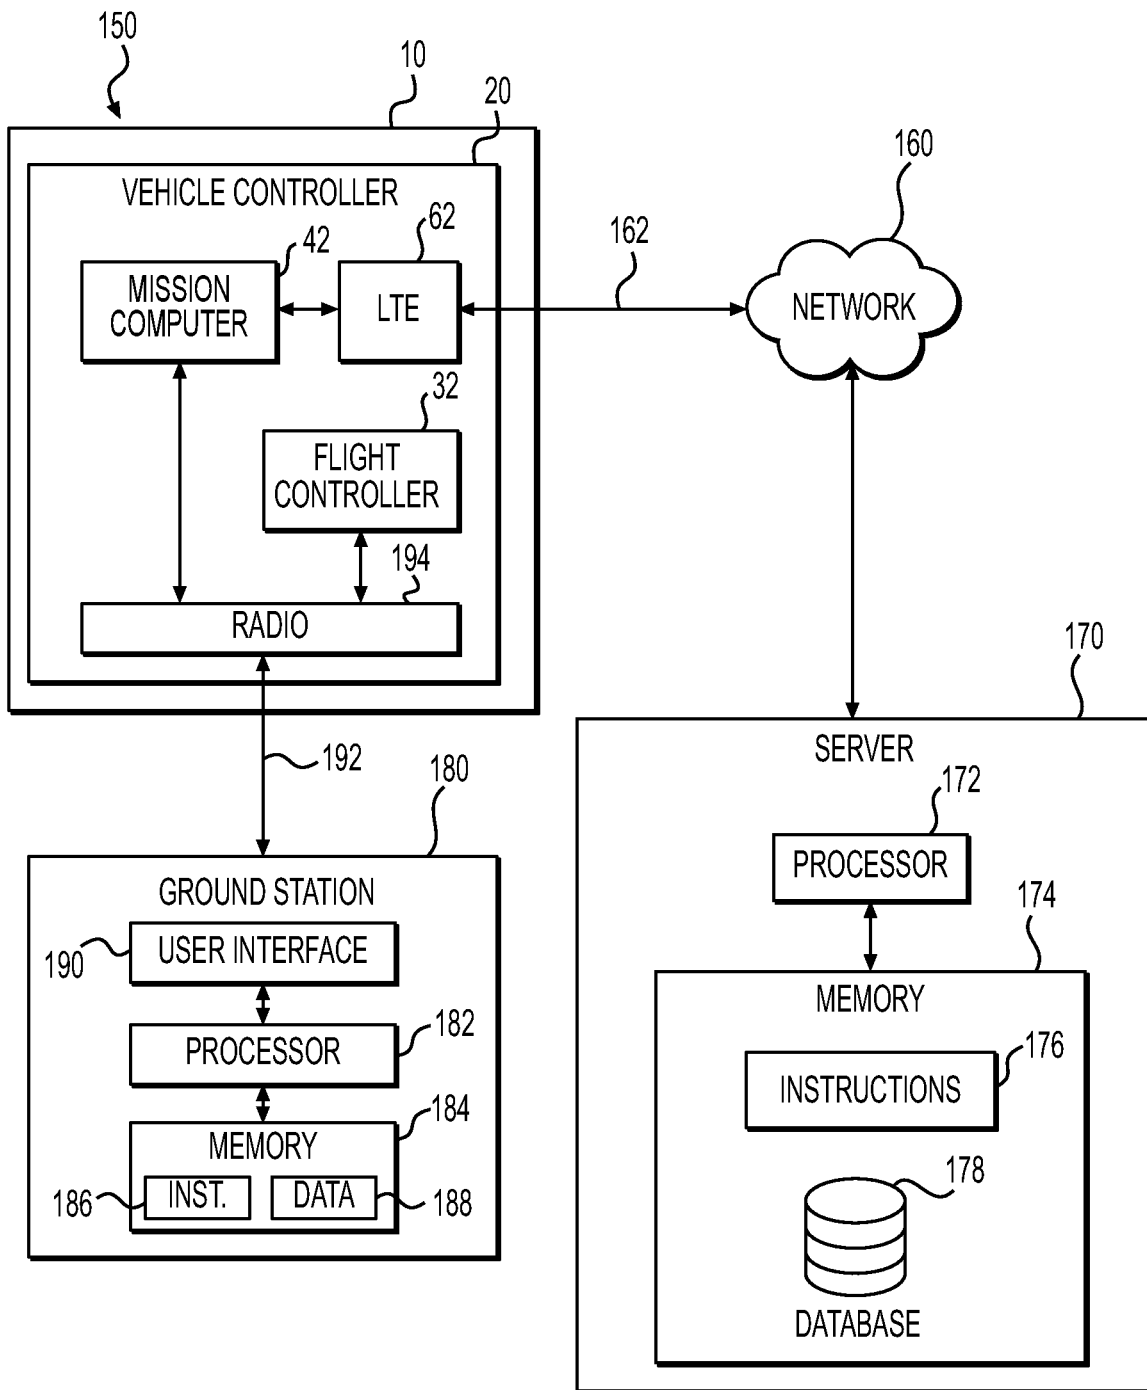 150
10
20
VEHICLE CONTROLLER
42
62
MISSION
COMPUTER
LTE
162
160
NETWORK
32
FLIGHT
CONTROLLER
194
RADIO
192
180
GROUND STATION
190
USER INTERFACE
182
PROCESSOR
184
MEMORY
186
INST.
DATA
188
170
SERVER
172
PROCESSOR
174
MEMORY
176
INSTRUCTIONS
178
DATABASE